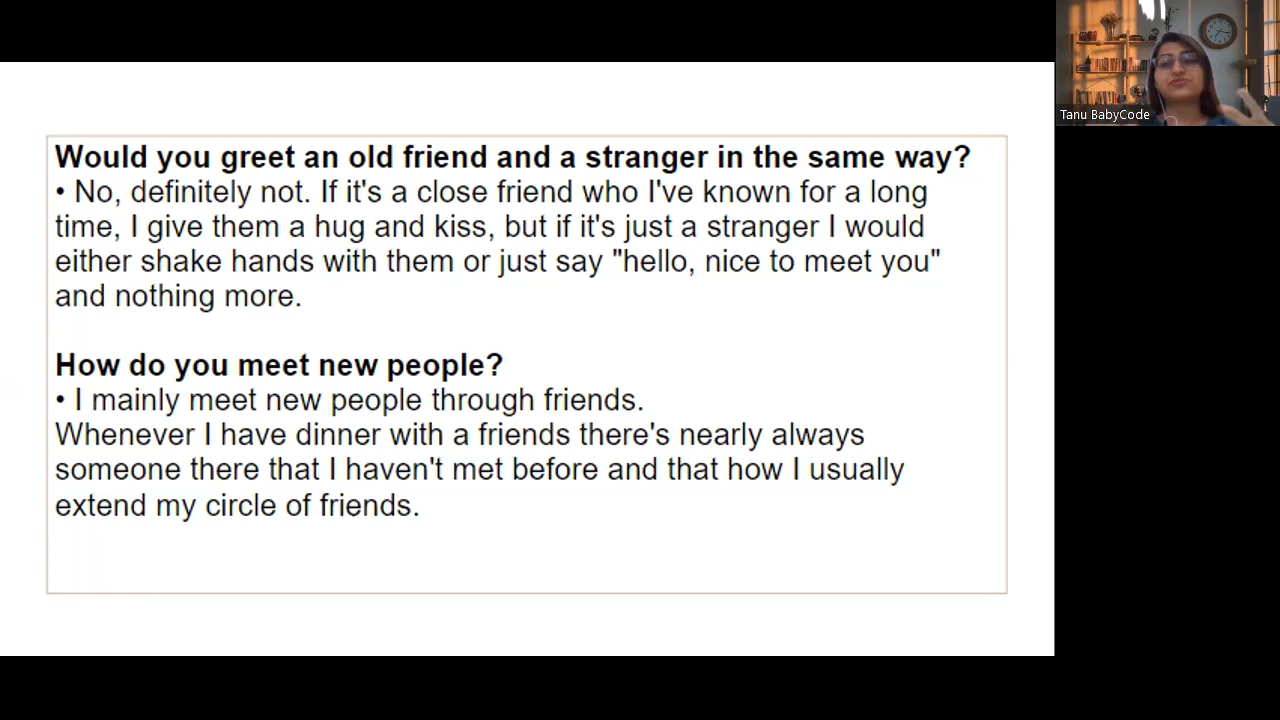 Would you greet an old friend and a stranger in the same way?
• No, definitely not. If it's a close friend who I've known for a long
time, I give them a hug and kiss, but if it's just a stranger I would
either shake hands with them or just say "hello, nice to meet you"
and nothing more.
How do you meet new people?
• I mainly meet new people through friends.
Whenever I have dinner with a friends there's nearly always
someone there that I haven't met before and that how I usually
extend my circle of friends.
Tanu BabyCode